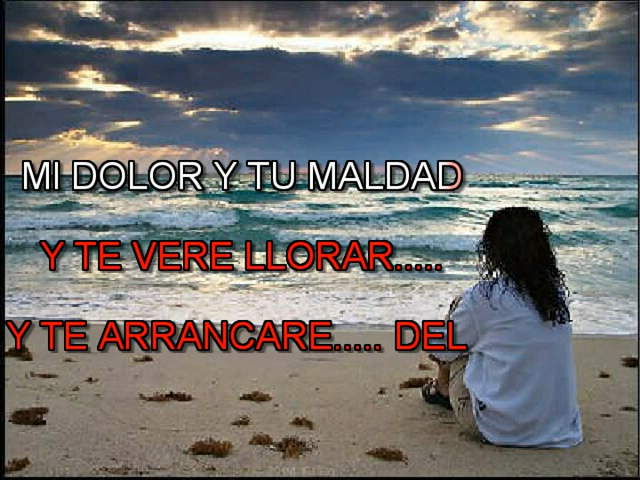 MI DOLOR Y TU MALDAD
Y TE VERE LLORAR.....
Y TE ARRANCARE..... DEL